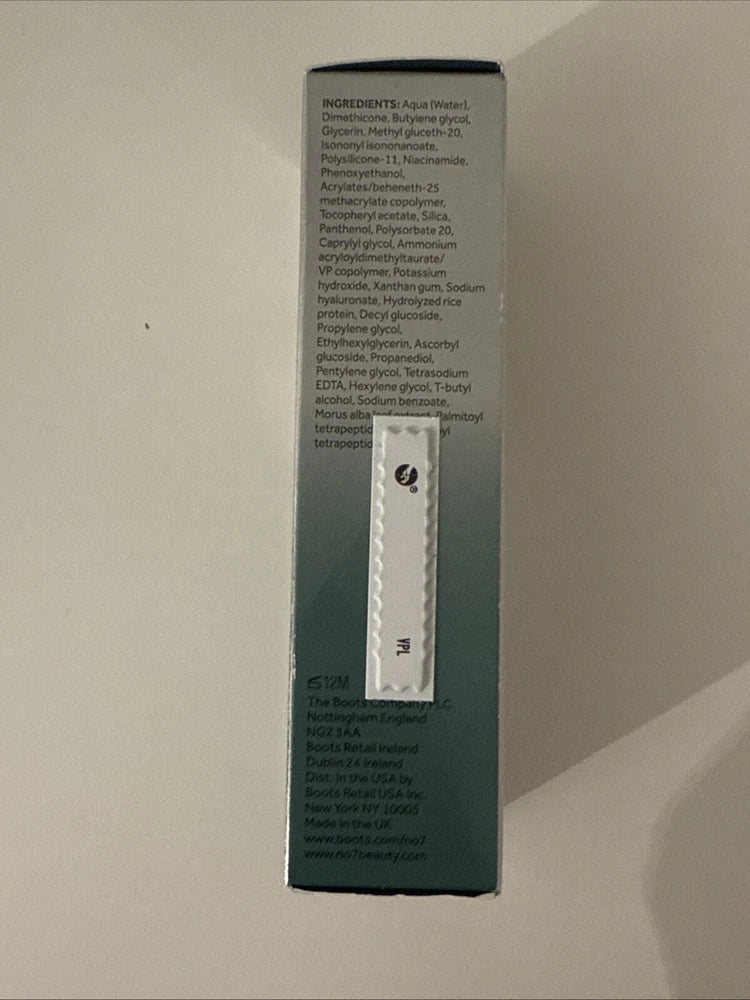 INGREDIENTS: Aqua (Water),
Dimethicone, Butylene glycol,
Glycerin, Methyl gluceth-20,
Isononyl isononanoate,
Polysilicone-11, Niacinamide,
Phenoxyethanol,
Acrylates/beheneth-25
methacrylate copolymer,
Tocopheryl acetate, Silica,
Panthenol, Polysorbate 20,
Caprylyl glycol, Ammonium
acryloyldimethyltaurate/
VP copolymer, Potassium
hydroxide, Xanthan gum, Sodium
hyaluronate, Hydrolyzed rice
protein, Decyl glucoside,
Propylene glycol,
Ethylhexylglycerin, Ascorbyl
glucoside, Propanediol,
Pentylene glycol, Tetrasodium
EDTA, Hexylene glycol, T-butyl
alcohol, Sodium benzoate,
Morus alba leaf extract, Palmitoyl
®
VPL
12M
The Boots Company PLC
Nottingham England
NG2 3AA
Boots Retail Ireland
Dublin 24 Ireland
Dist. in the USA by
Boots Retail USA Inc.
New York NY 10005
Made in the UK
www.boots.com/no7
www.no7beauty.com